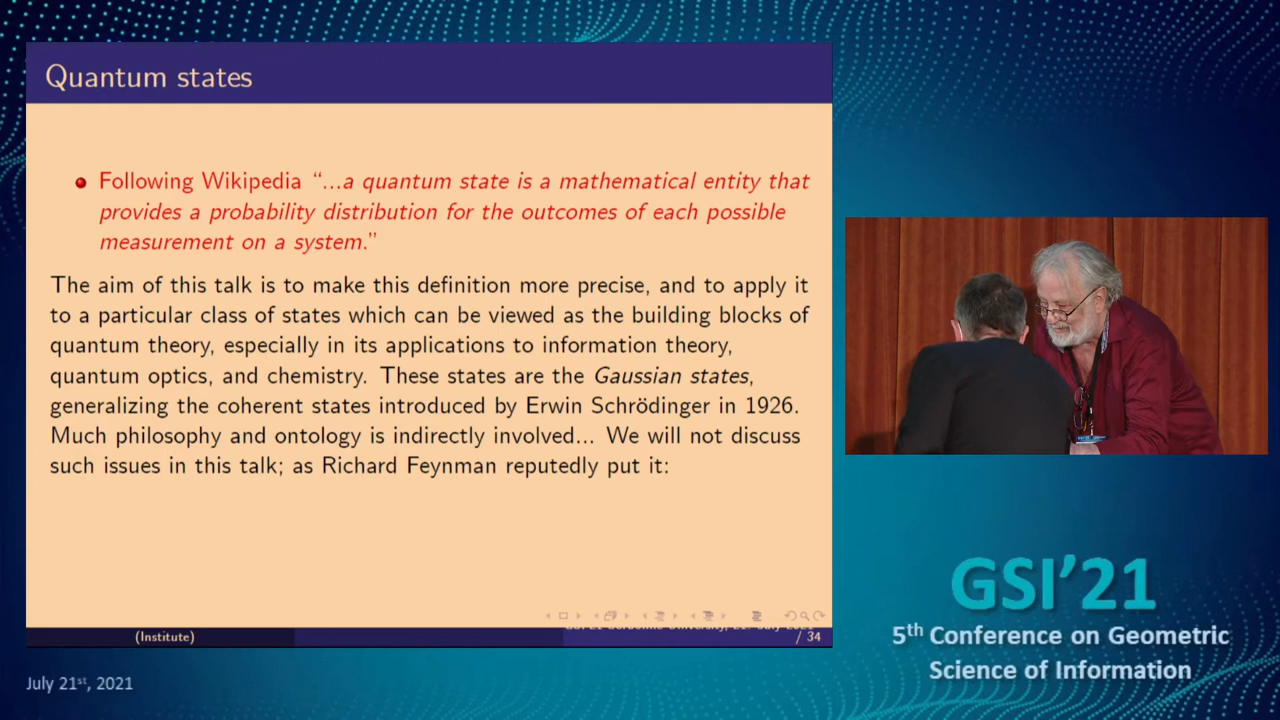 Quantum states
Following Wikipedia “...a quantum state is a mathematical entity that
provides a probability distribution for the outcomes of each possible
measurement on a system.”
The aim of this talk is to make this definition more precise, and to apply it
to a particular class of states which can be viewed as the building blocks of
quantum theory, especially in its applications to information theory,
quantum optics, and chemistry. These states are the Gaussian states,
generalizing the coherent states introduced by Erwin Schrödinger in 1926.
Much philosophy and ontology is indirectly involved... We will not discuss
such issues in this talk; as Richard Feynman reputedly put it:
(Institute)
/ 34
GSI’21
5th Conference on Geometric
Science of Information
July 21st, 2021